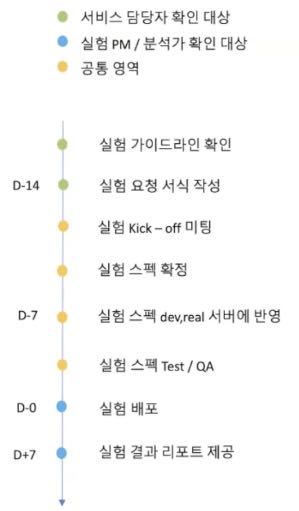 서비스 담당자 확인 대상
실험 PM / 분석가 확인 대상
공통 영역
실험 가이드라인 확인
D-14 실험 요청 서식 작성
실험 Kick – off 미팅
실험 스펙 확정
D-7 실험 스펙 dev,real 서버에 반영
실험 스펙 Test / QA
D-0 실험 배포
D+7 실험 결과 리포트 제공